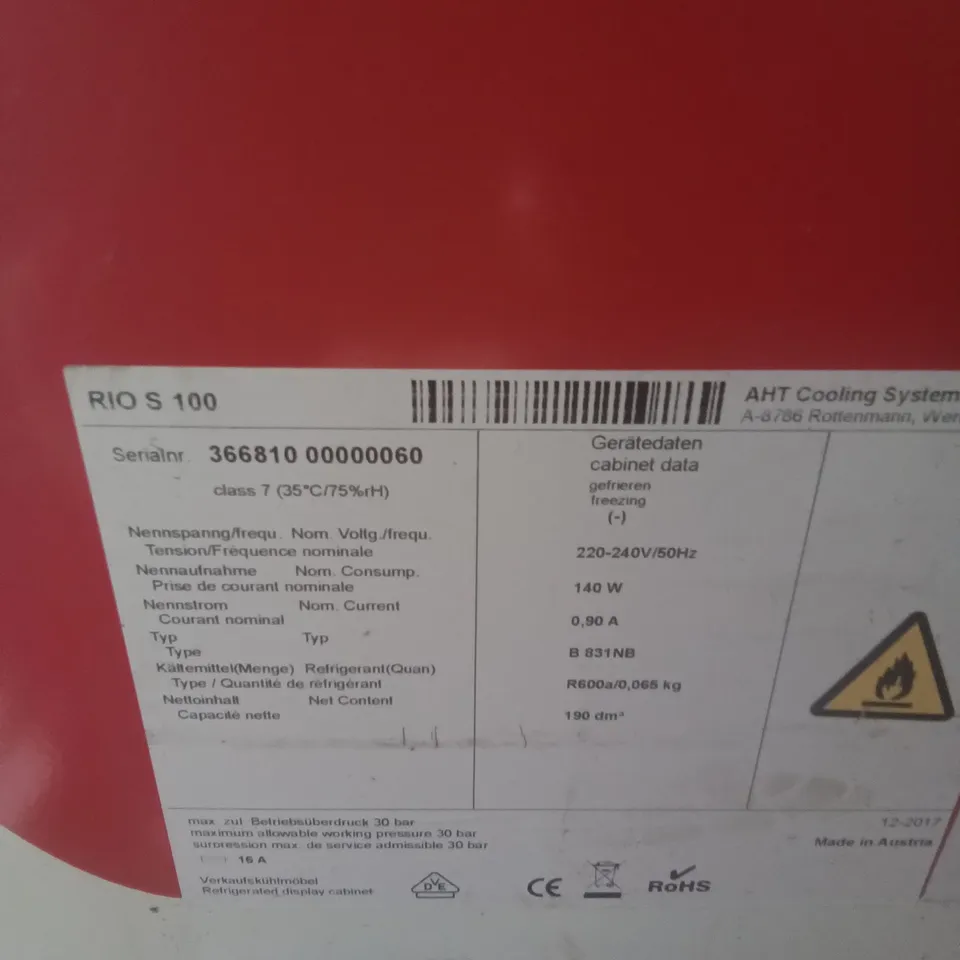 RIO S 100
AHT Cooling System
A-8786 Rottenmann, Wer
Serialnr. 366810 00000060
class 7 (35°C/75%rH)
Gerätedaten
cabinet data
gefrieren
freezing
(-)
Nennspanng/frequ. Nom. Voltg./frequ.
Tension/Fréquence nominale
220-240V/50Hz
Nennaufnahme Nom. Consump.
Prise de courant nominale
140 W
Nennstrom Nom. Current
Courant nominal
0,90 A
Typ Typ
Type
B 831NB
Kältemittel(Menge) Refrigerant(Quan)
Type / Quantité de réfrigérant
R600a/0,065 kg
Nettoinhalt Net Content
Capacité nette
190 dm³
max. zul. Betriebsüberdruck 30 bar
maximum allowable working pressure 30 bar
surpression max. de service admissible 30 bar
16 A
Verkaufskühlmöbel
Refrigerated display cabinet
DVE
CE
RoHS
12-2017
Made in Austria